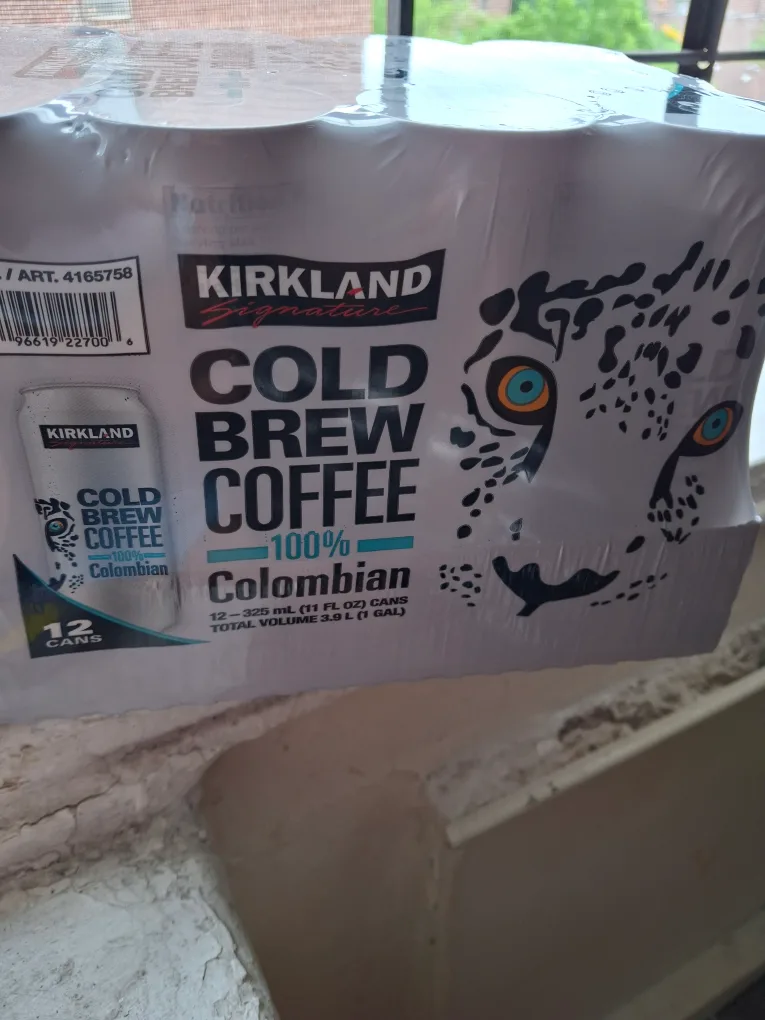 . / ART. 4165758
96619 22700 6
KIRKLAND
Signature
COLD
BREW
COFFEE
100%
Colombian
12 – 325 mL (11 FL OZ) CANS
TOTAL VOLUME 3.9 L (1 GAL)
KIRKLAND
Signature
COLD
BREW
COFFEE
100%
Colombian
12
CANS